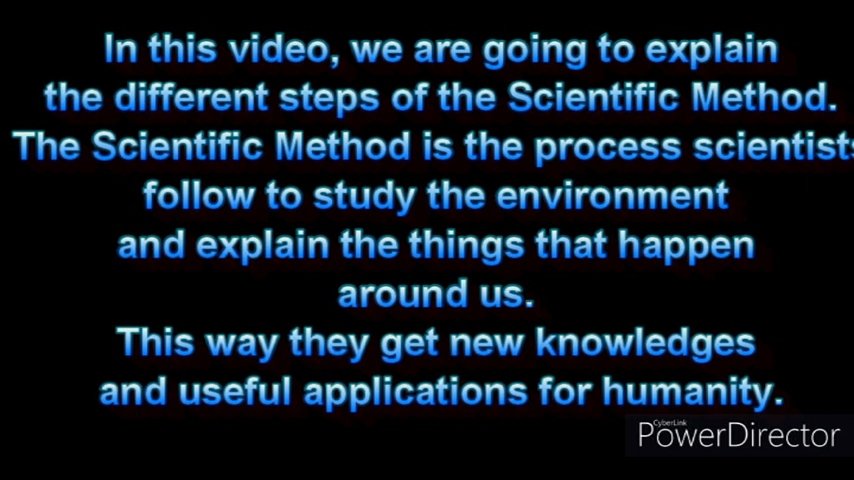 In this video, we are going to explain
the different steps of the Scientific Method.
The Scientific Method is the process scientists
follow to study the environment
and explain the things that happen
around us.
This way they get new knowledges
and useful applications for humanity.
CyberLink
PowerDirector